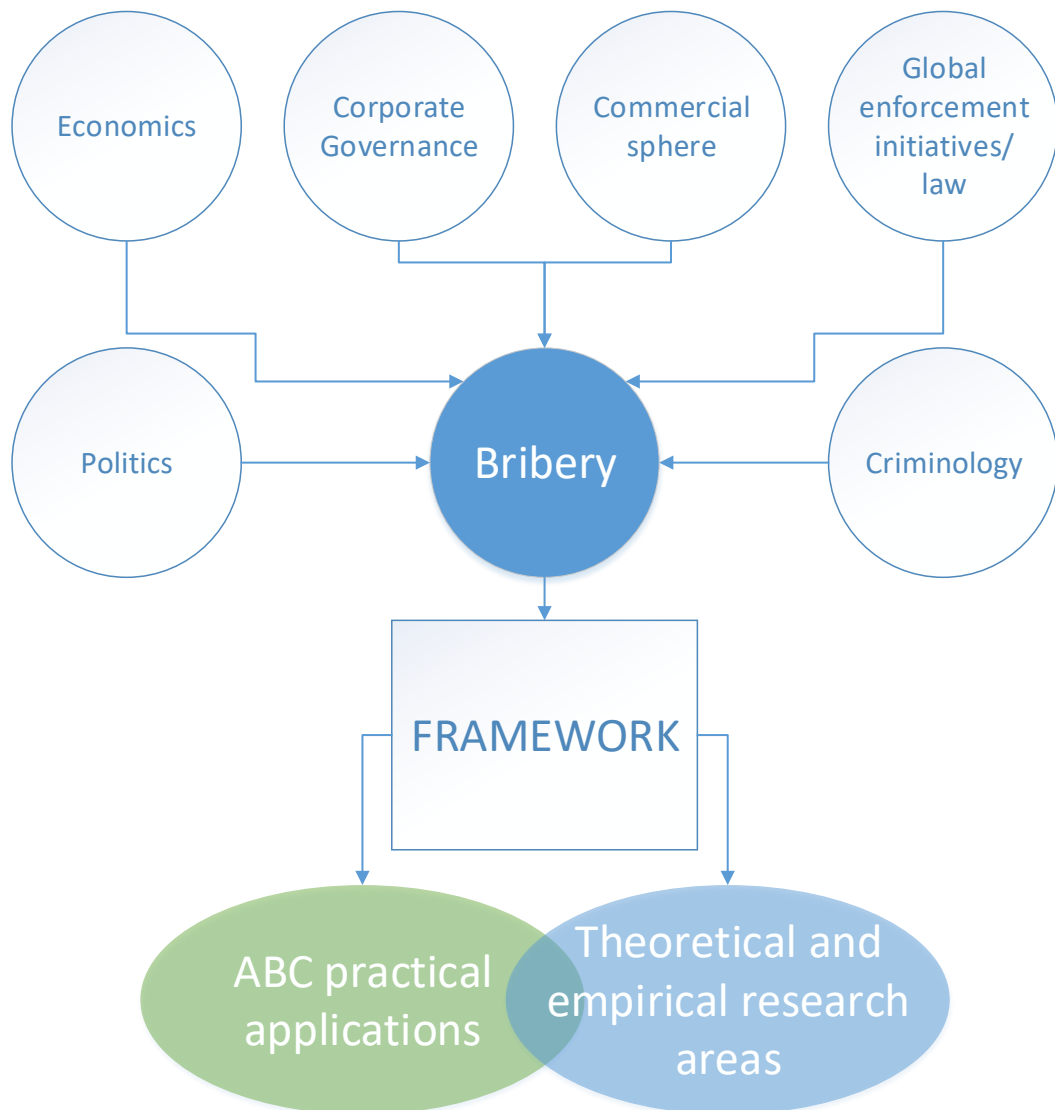 Economics
Corporate
Governance
Commercial
sphere
Global
enforcement
initiatives/
law
Politics
Bribery
Criminology
FRAMEWORK
ABC practical
applications
Theoretical and
empirical research
areas